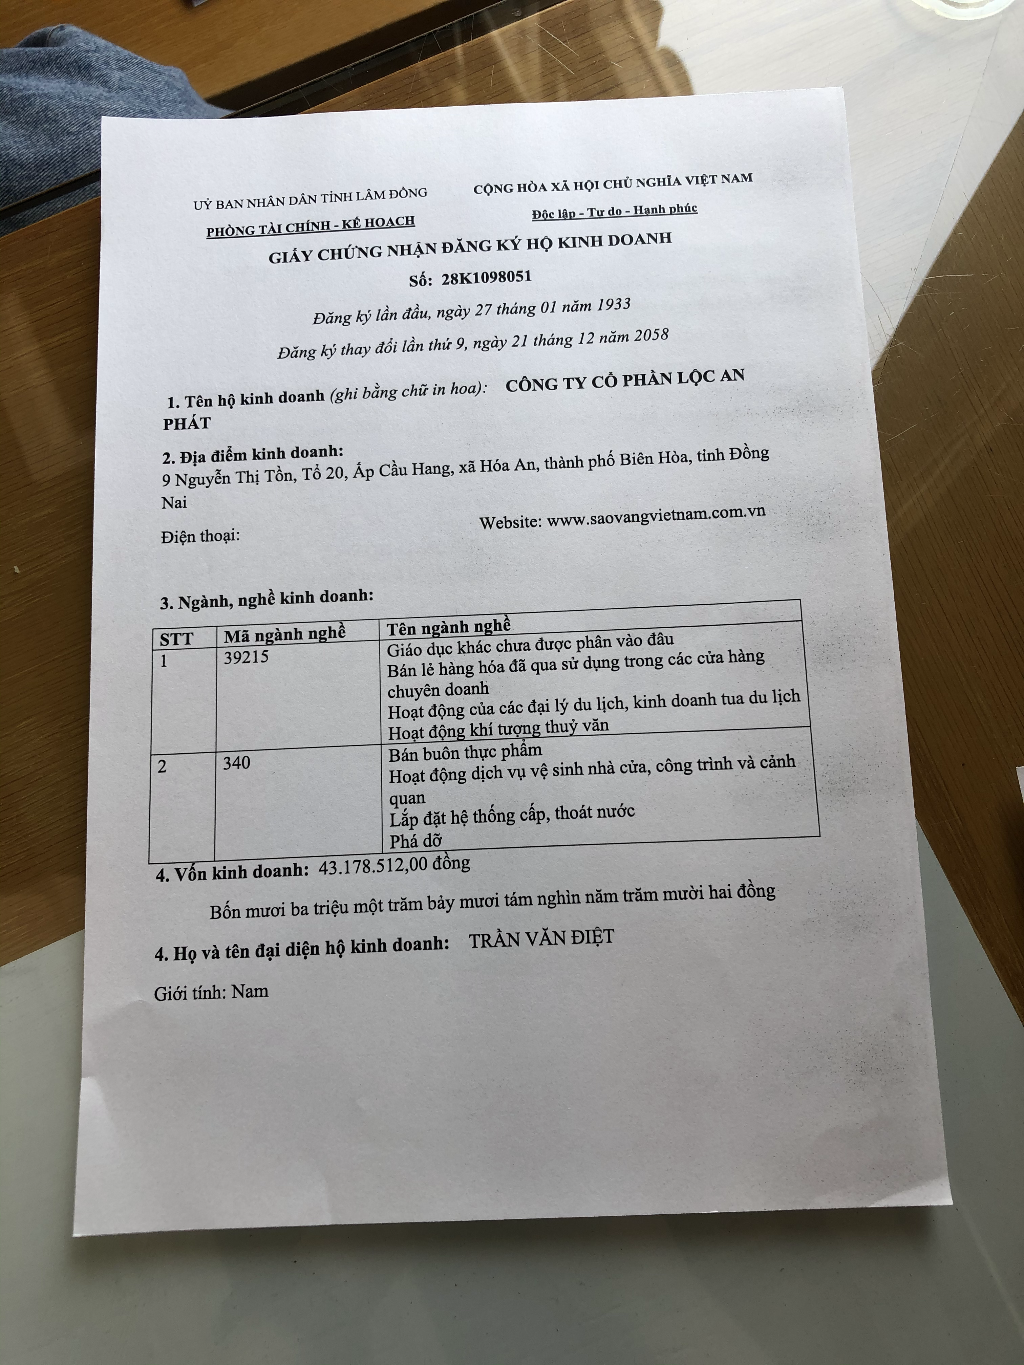 UỶ BAN NHÂN DÂN TỈNH LÂM ĐỒNG
CỘNG HÒA XÃ HỘI CHỦ NGHĨA VIỆT NAM
PHÒNG TÀI CHÍNH - KẾ HOẠCH
Độc lập - Tự do - Hạnh phúc
GIẤY CHỨNG NHẬN ĐĂNG KÝ HỘ KINH DOANH
Số: 28K1098051
Đăng ký lần đầu, ngày 27 tháng 01 năm 1933
Đăng ký thay đổi lần thứ 9, ngày 21 tháng 12 năm 2058
1. Tên hộ kinh doanh (ghi bằng chữ in hoa): CÔNG TY CỔ PHẦN LỘC AN
PHÁT
2. Địa điểm kinh doanh:
9 Nguyễn Thị Tồn, Tổ 20, Ấp Cầu Hang, xã Hóa An, thành phố Biên Hòa, tỉnh Đồng
Nai
Điện thoại:
Website: www.saovangvietnam.com.vn
3. Ngành, nghề kinh doanh:
STT Mã ngành nghề Tên ngành nghề
1 39215 Giáo dục khác chưa được phân vào đâu
Bán lẻ hàng hóa đã qua sử dụng trong các cửa hàng
chuyên doanh
Hoạt động của các đại lý du lịch, kinh doanh tua du lịch
Hoạt động khí tượng thuỷ văn
2 340 Bán buôn thực phẩm
Hoạt động dịch vụ vệ sinh nhà cửa, công trình và cảnh
quan
Lắp đặt hệ thống cấp, thoát nước
Phá dỡ
4. Vốn kinh doanh: 43.178.512,00 đồng
Bốn mươi ba triệu một trăm bảy mươi tám nghìn năm trăm mười hai đồng
4. Họ và tên đại diện hộ kinh doanh: TRẦN VĂN ĐIỆT
Giới tính: Nam